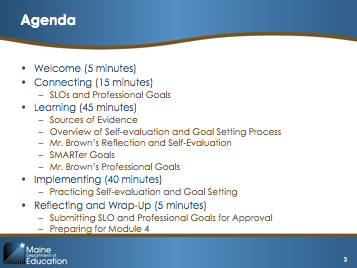 Agenda
• Welcome (5 minutes)
• Connecting (15 minutes)
– SLOs and Professional Goals
• Learning (45 minutes)
– Sources of Evidence
– Overview of Self-evaluation and Goal Setting Process
– Mr. Brown's Reflection and Self-Evaluation
– SMARTer Goals
– Mr. Brown's Professional Goals
• Implementing (40 minutes)
– Practicing Self-evaluation and Goal Setting
• Reflecting and Wrap-Up (5 minutes)
– Submitting SLO and Professional Goals for Approval
– Preparing for Module 4
Maine
Department of
Education
3